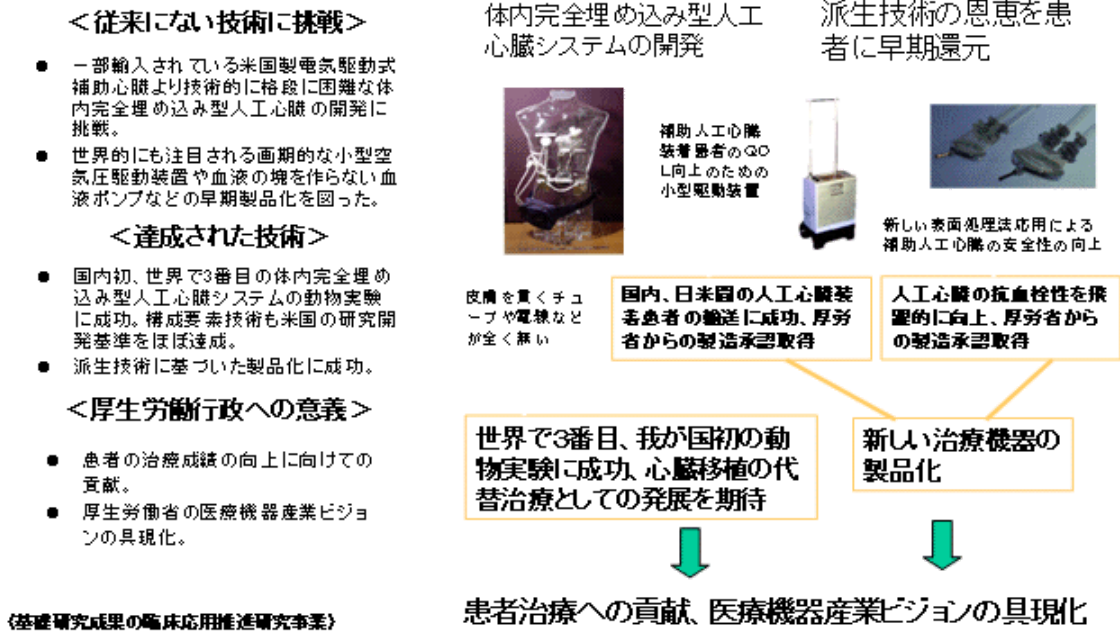 ＜従来にない技術に挑戦＞
● 一部輸入されている米国製電気駆動式
補助心臓より技術的に格段に困難な体
内完全埋め込み型人工心臓の開発に
挑戦。
● 世界的にも注目される画期的な小型空
気圧駆動装置や血液の塊を作らない血
液ポンプなどの早期製品化を図った。
＜達成された技術＞
● 国内初、世界で3番目の体内完全埋め
込み型人工心臓システムの動物実験
に成功。構成要素技術も米国の研究開
発基準をほぼ達成。
● 派生技術に基づいた製品化に成功。
＜厚生労働行政への意義＞
● 患者の治療成績の向上に向けての
貢献。
● 厚生労働省の医療機器産業ビジョ
ンの具現化。
《基礎研究成果の臨床応用推進研究事業》
体内完全埋め込み型人工
心臓システムの開発
派生技術の恩恵を患
者に早期還元
補助人工心臓
装着患者のQO
L向上のための
小型駆動装置
新しい表面処理法応用による
補助人工心臓の安全性の向上
皮膚を貫くチュ
ーブや電線など
が全く無い
国内、日米間の人工心臓装
着患者の輸送に成功、厚労
省からの製造承認取得
人工心臓の抗血栓性を飛
躍的に向上、厚労省から
の製造承認取得
世界で3番目、我が国初の動
物実験に成功、心臓移植の代
替治療としての発展を期待
新しい治療機器の
製品化
患者治療への貢献、医療機器産業ビジョンの具現化